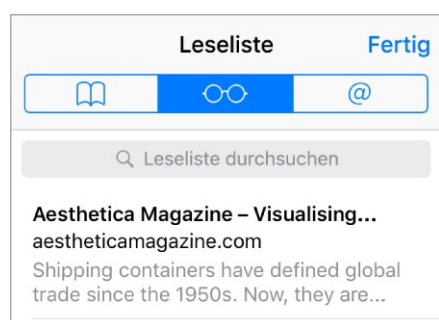 Leseliste Fertig
@
Leseliste durchsuchen
Aesthetica Magazine – Visualising...
aestheticamagazine.com
Shipping containers have defined global
trade since the 1950s. Now, they are...